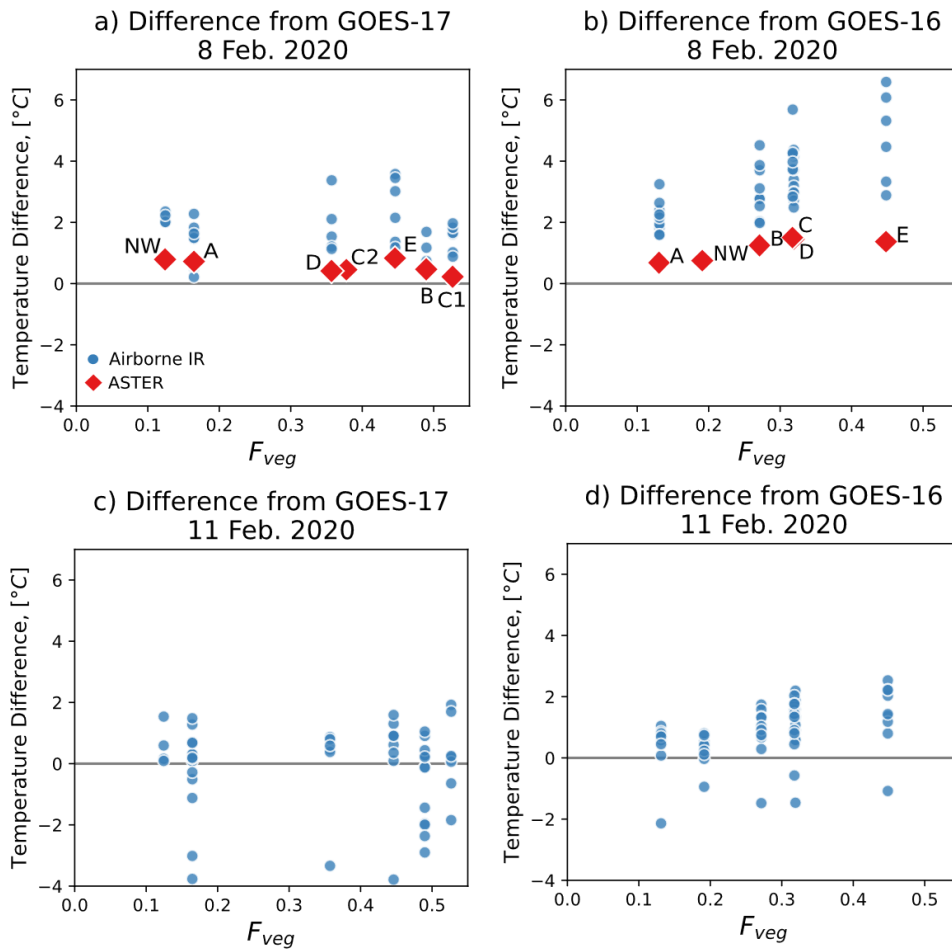 a) Difference from GOES-17
8 Feb. 2020
Temperature Difference, [°C]
6
4
2
0
−2
−4
NW
A
D
C2
E
B
C1
Airborne IR
ASTER
0.0 0.1 0.2 0.3 0.4 0.5
F_veg
b) Difference from GOES-16
8 Feb. 2020
Temperature Difference, [°C]
6
4
2
0
−2
−4
A
NW
B
C
D
E
0.0 0.1 0.2 0.3 0.4 0.5
F_veg
c) Difference from GOES-17
11 Feb. 2020
Temperature Difference, [°C]
6
4
2
0
−2
−4
0.0 0.1 0.2 0.3 0.4 0.5
F_veg
d) Difference from GOES-16
11 Feb. 2020
Temperature Difference, [°C]
6
4
2
0
−2
−4
0.0 0.1 0.2 0.3 0.4 0.5
F_veg